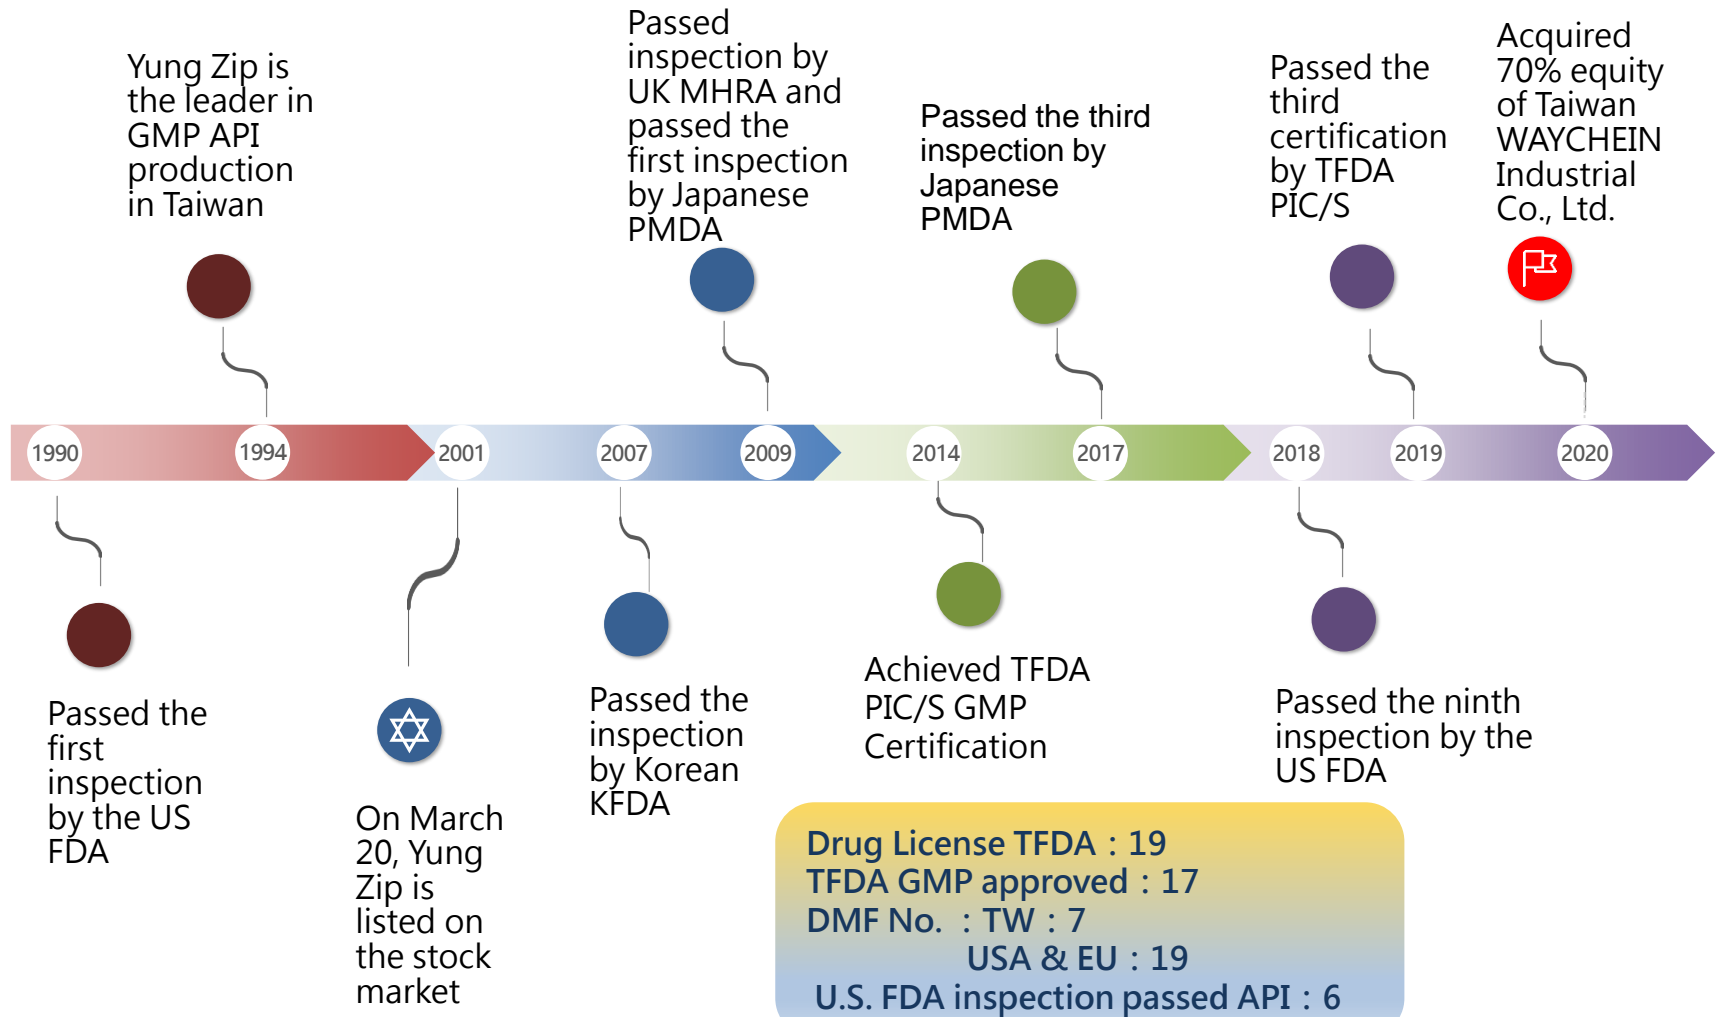 Yung Zip is
the leader in
GMP API
production
in Taiwan
Passed
inspection by
UK MHRA and
passed the
first inspection
by Japanese
PMDA
Passed the third
inspection by
Japanese
PMDA
Passed the
third
certification
by TFDA
PIC/S
Acquired
70% equity
of Taiwan
WAYCHEIN
Industrial
Co., Ltd.
1990
1994
2001
2007
2009
2014
2017
2018
2019
2020
Passed the
first
inspection
by the US
FDA
On March
20, Yung
Zip is
listed on
the stock
market
Passed the
inspection
by Korean
KFDA
Achieved TFDA
PIC/S GMP
Certification
Passed the ninth
inspection by the
US FDA
Drug License TFDA：19
TFDA GMP approved：17
DMF No. ：TW：7
USA & EU：19
U.S. FDA inspection passed API：6